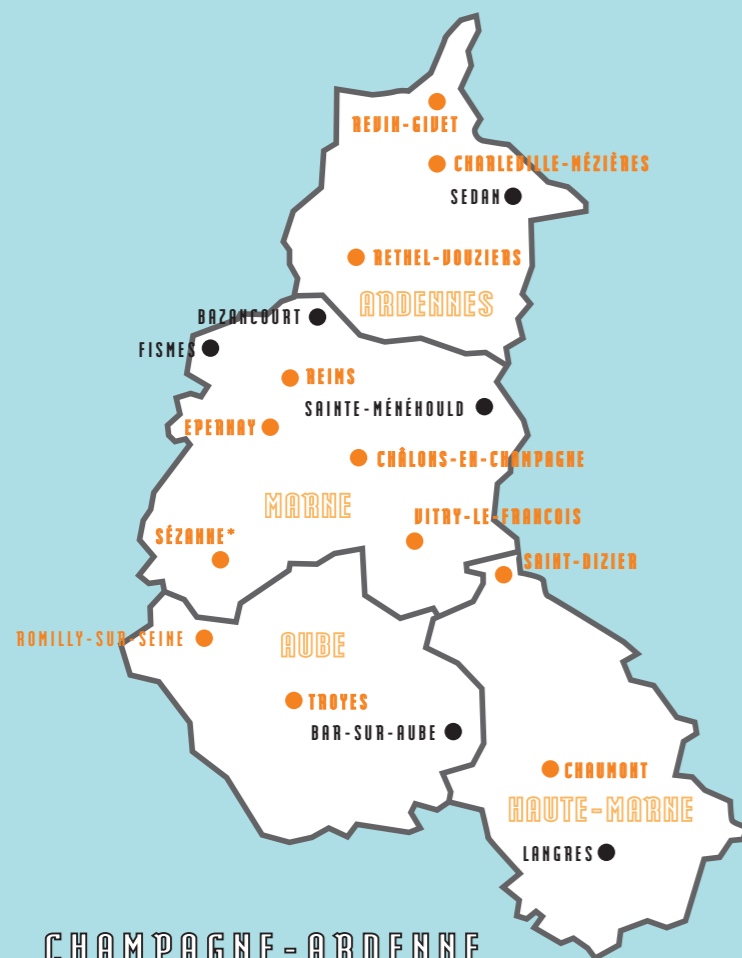 REVIN-GIVET
CHARLEVILLE-MÉZIÈRES
SEDAN
RETHEL-VOUZIERS
ARDENNES
BAZANCOURT
FISMES
REIMS
SAINTE-MÉNÉHOULD
EPERNAY
CHÂLONS-EN-CHAMPAGNE
MARNE
VITRY-LE-FRANCOIS
SÉZANNE*
SAINT-DIZIER
ROMILLY-SUR-SEINE
AUBE
TROYES
BAR-SUR-AUBE
CHAUMONT
HAUTE-MARNE
LANGRES
CHAMPAGNE-ARDENNE